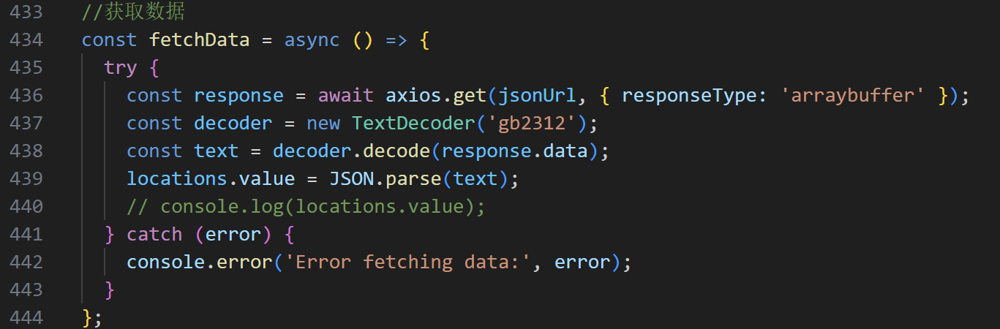 433 //获取数据
434 const fetchData = async () => {
435 try {
436 const response = await axios.get(jsonUrl, { responseType: 'arraybuffer' });
437 const decoder = new TextDecoder('gb2312');
438 const text = decoder.decode(response.data);
439 locations.value = JSON.parse(text);
440 // console.log(locations.value);
441 } catch (error) {
442 console.error('Error fetching data:', error);
443 }
444 };